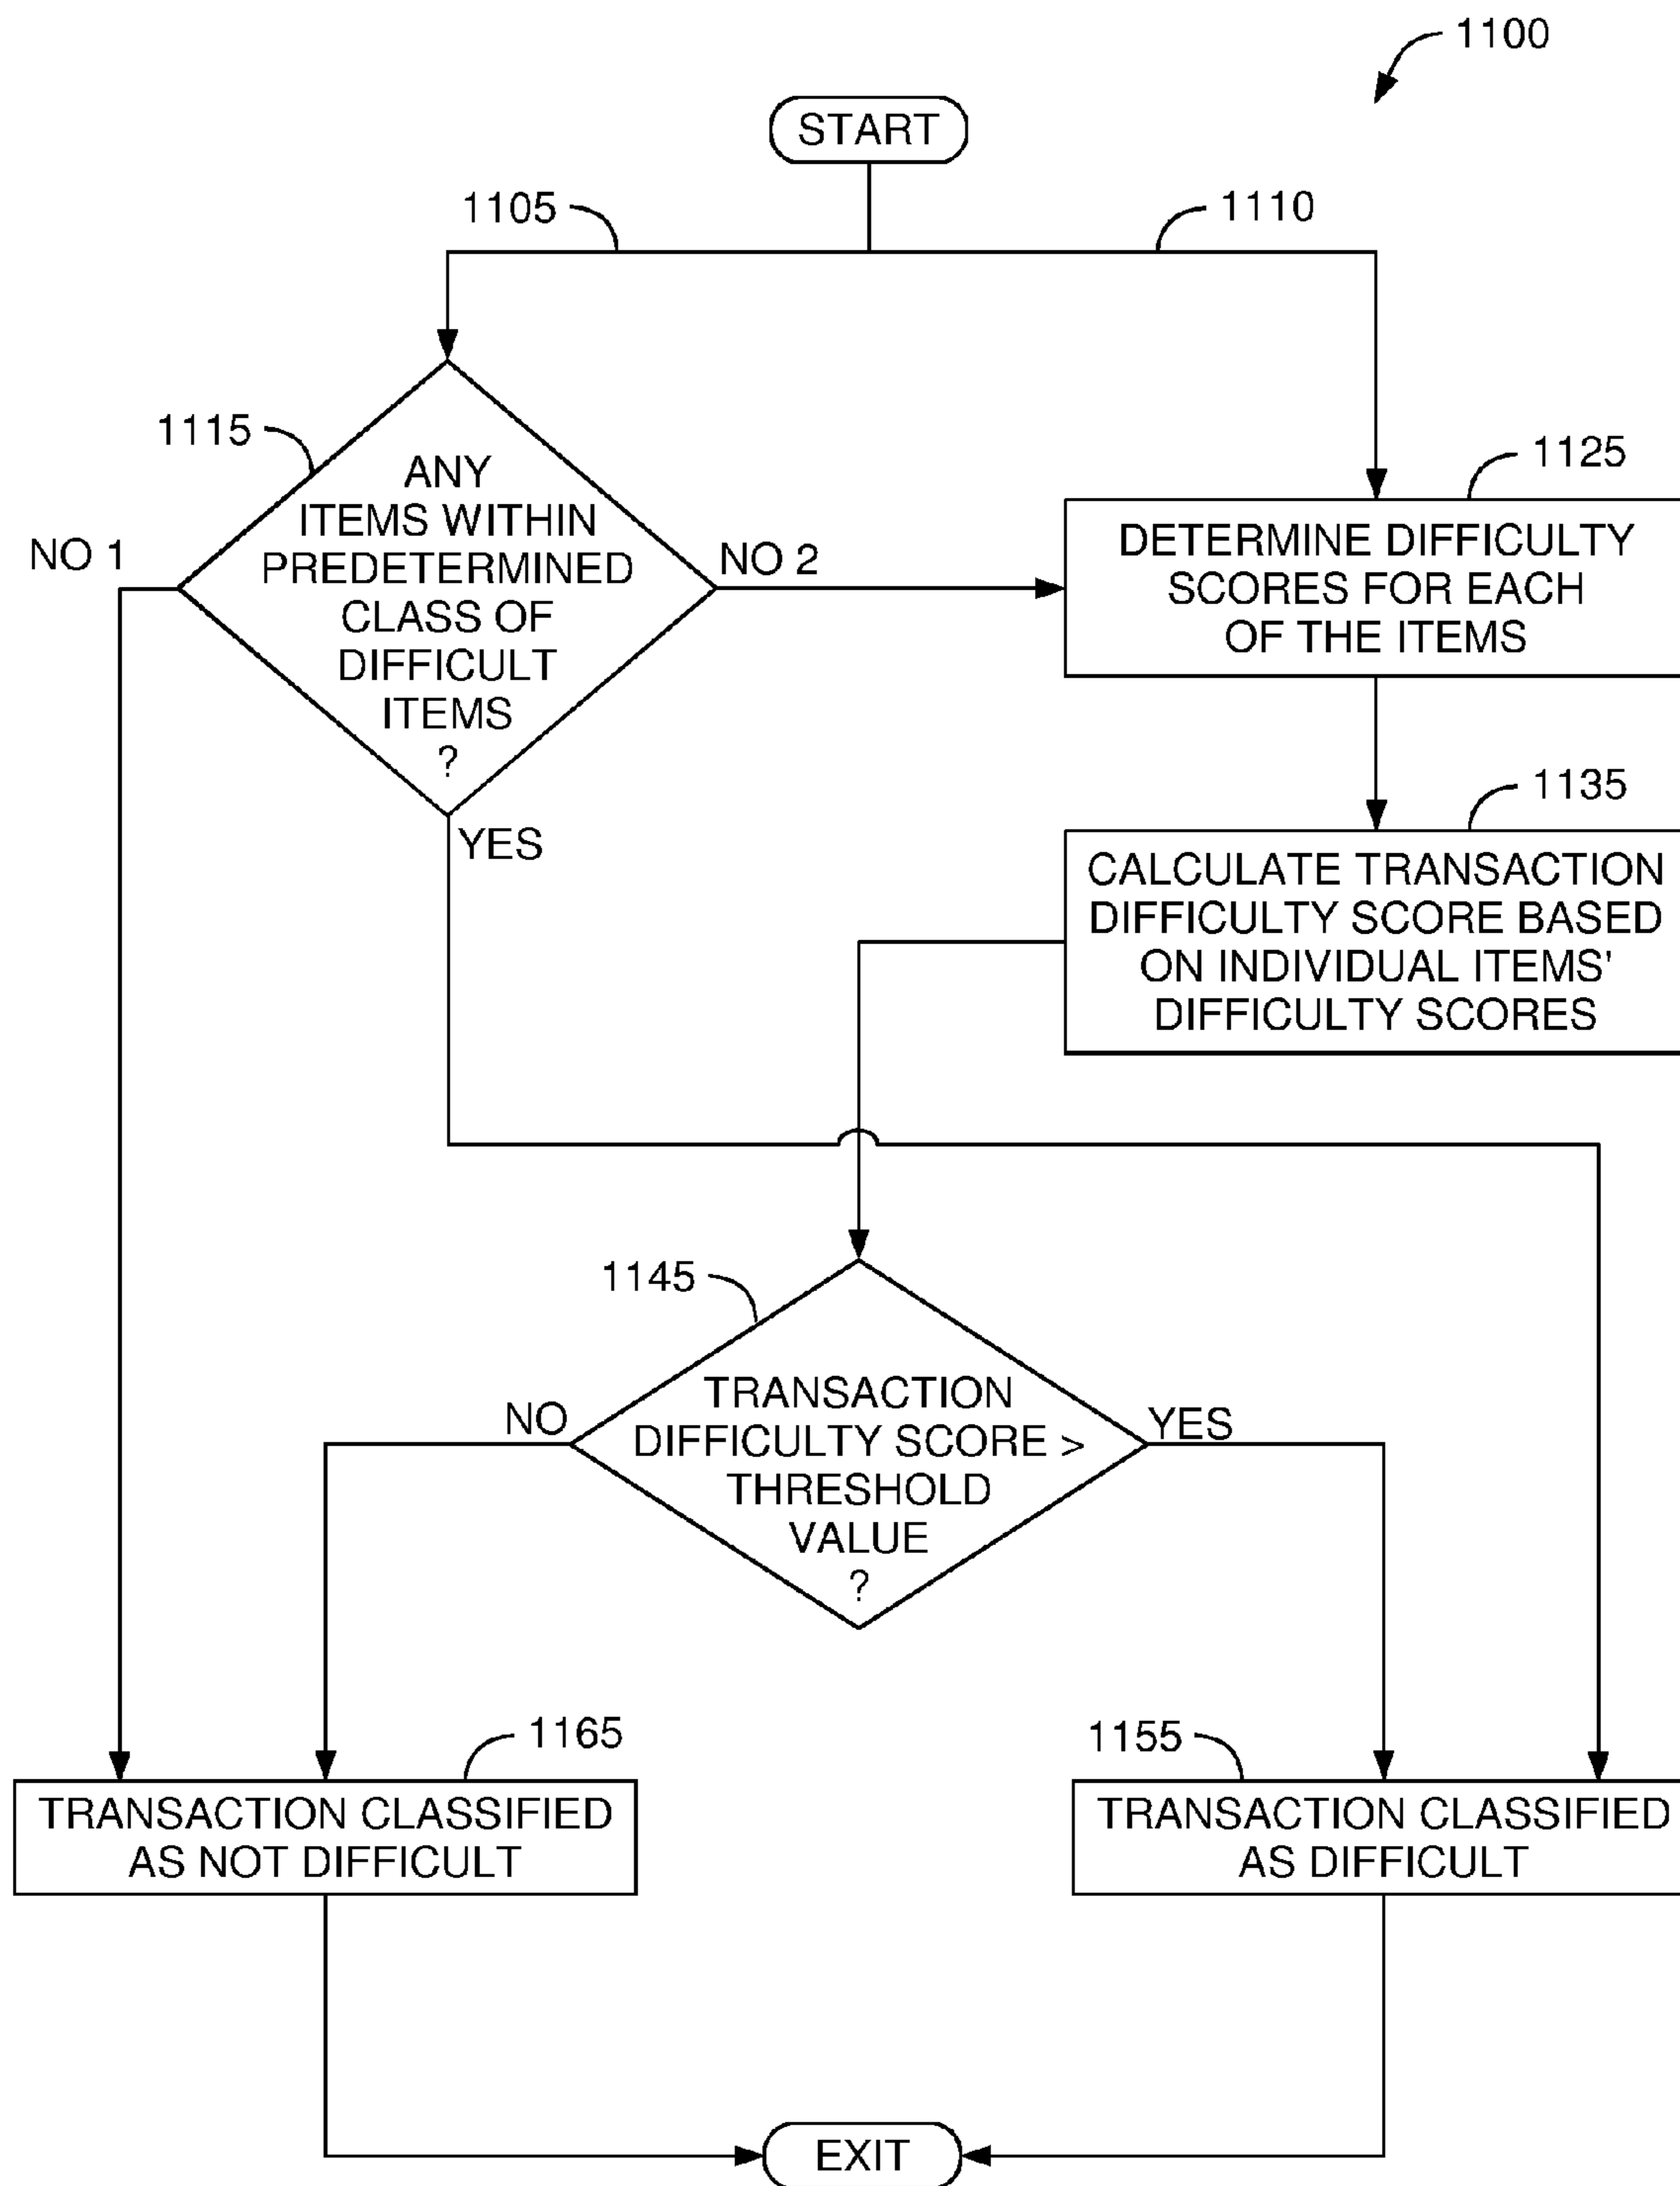 1100
START
1105
1110
1115
ANY
ITEMS WITHIN
PREDETERMINED
CLASS OF
DIFFICULT
ITEMS
?
NO 1
NO 2
YES
1125
DETERMINE DIFFICULTY
SCORES FOR EACH
OF THE ITEMS
1135
CALCULATE TRANSACTION
DIFFICULTY SCORE BASED
ON INDIVIDUAL ITEMS'
DIFFICULTY SCORES
1145
TRANSACTION
DIFFICULTY SCORE >
THRESHOLD
VALUE
?
NO
YES
1165
TRANSACTION CLASSIFIED
AS NOT DIFFICULT
1155
TRANSACTION CLASSIFIED
AS DIFFICULT
EXIT